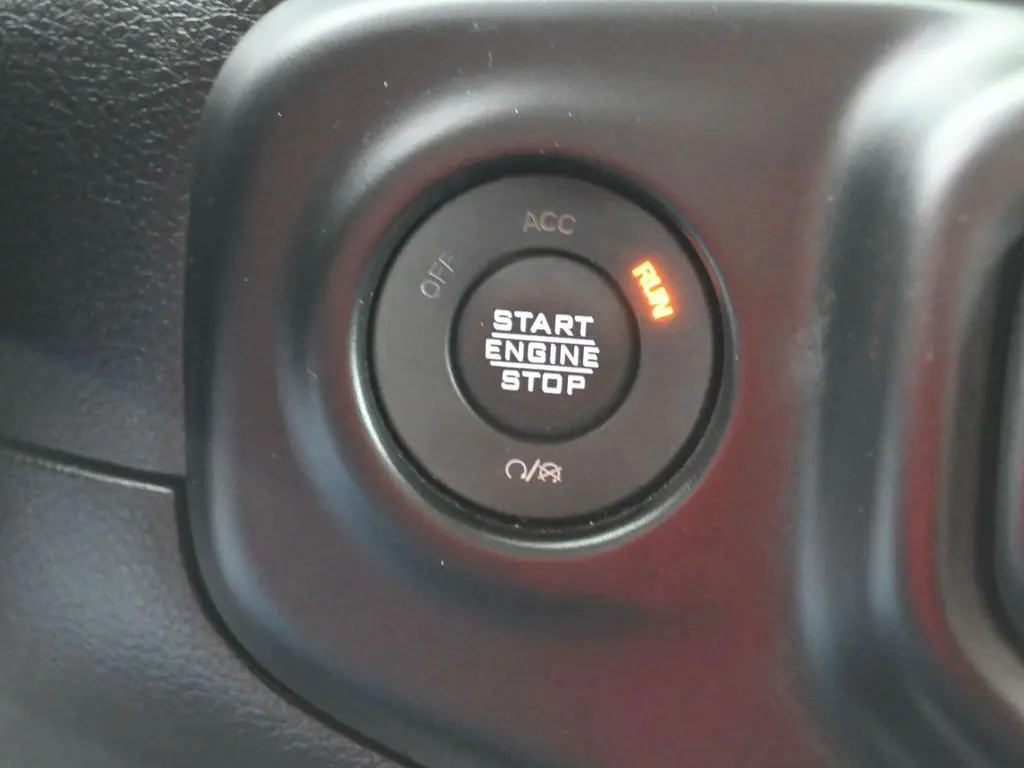 ACC
OFF
RUN
START
ENGINE
STOP